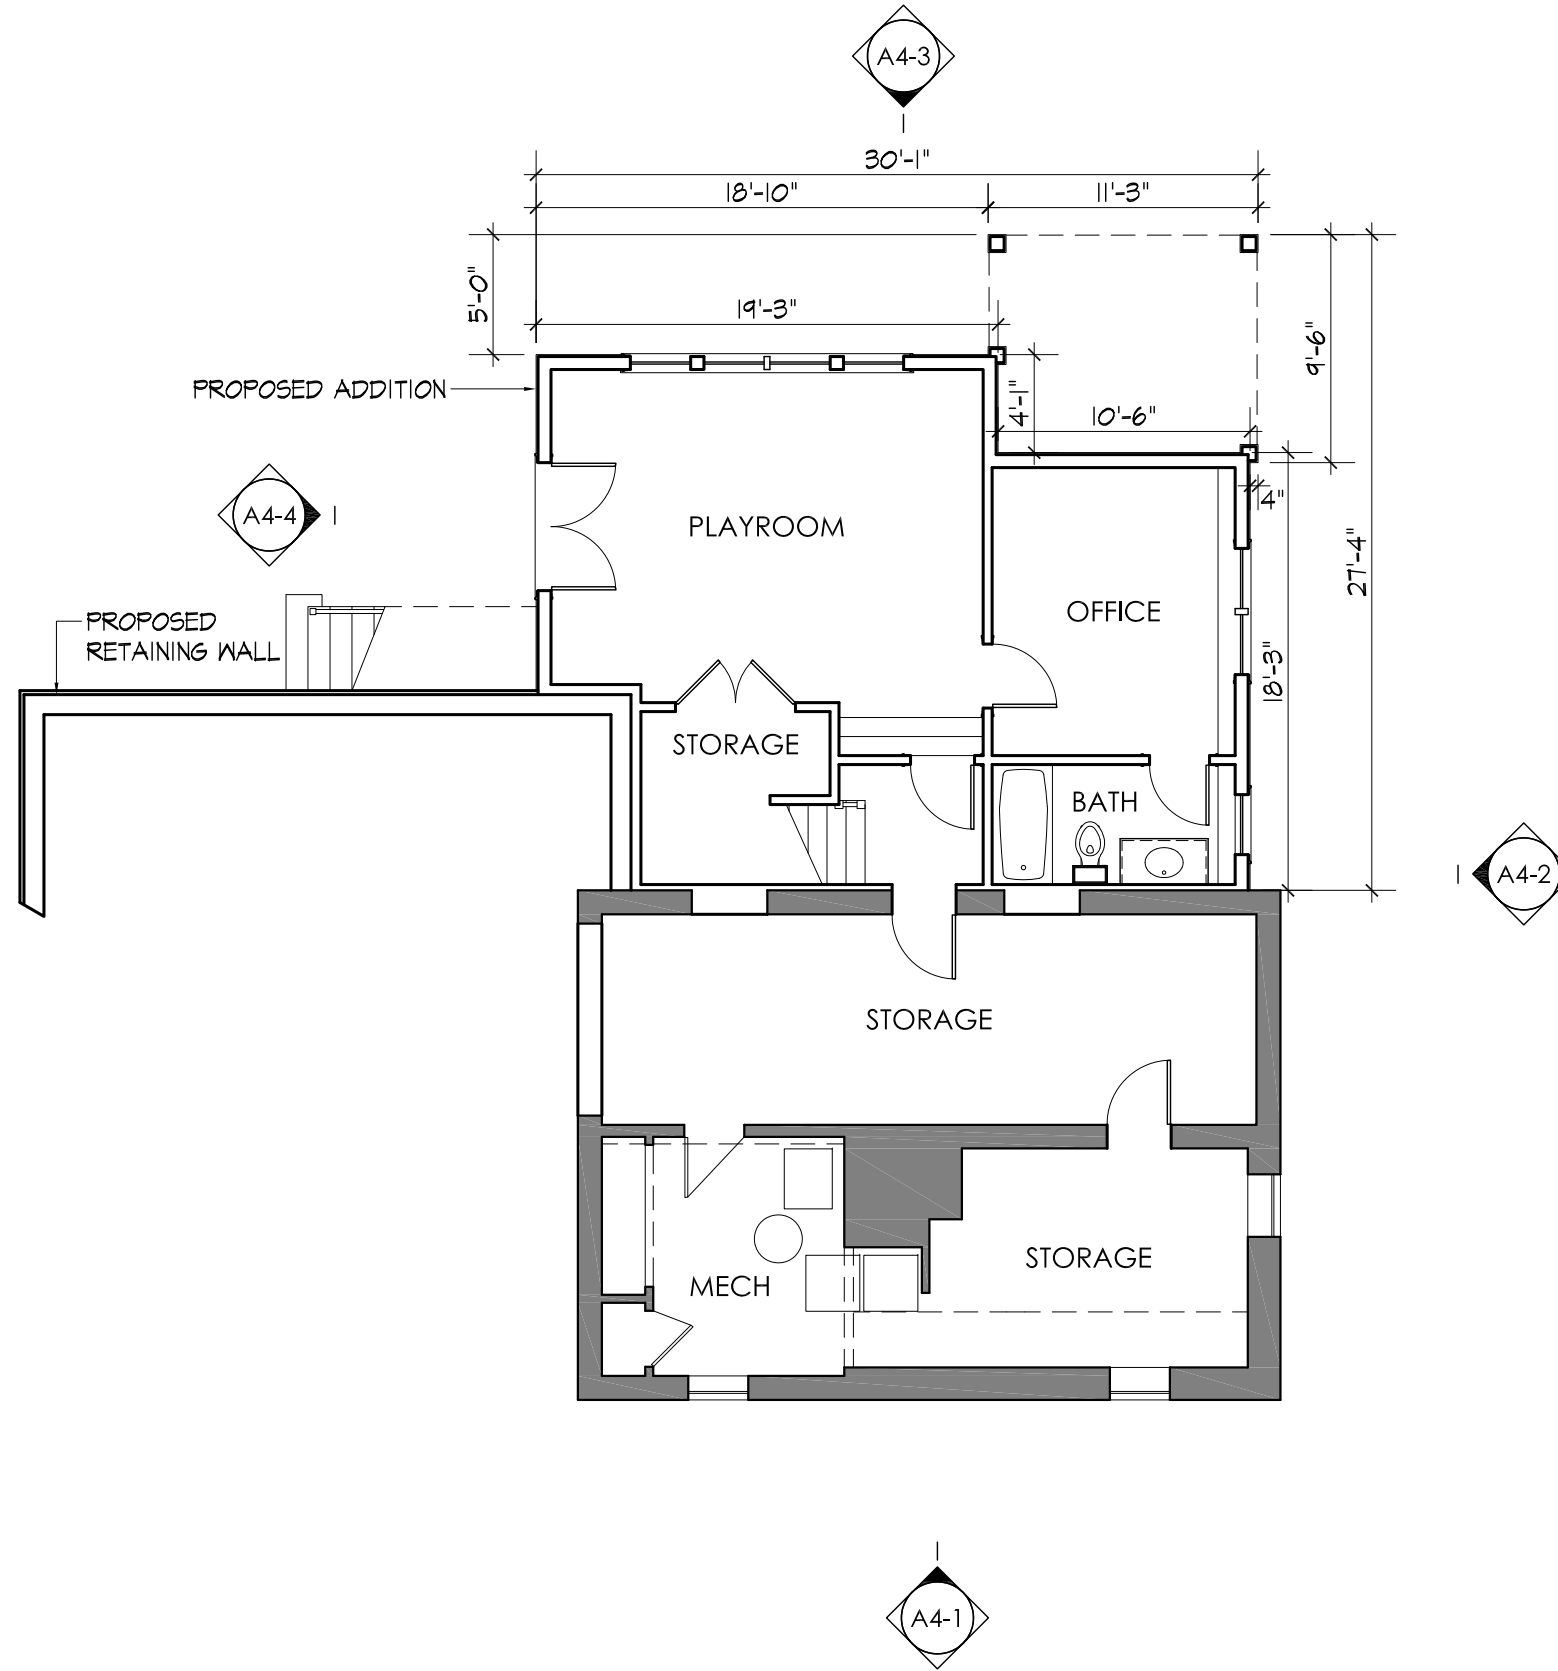 A4-3
30'-1"
18'-10"
11'-3"
5'-0"
19'-3"
9'-6"
PROPOSED ADDITION
4'-1"
10'-6"
4"
A4-4
PLAYROOM
27'-4"
OFFICE
PROPOSED
RETAINING WALL
18'-3"
STORAGE
BATH
A4-2
STORAGE
STORAGE
MECH
A4-1